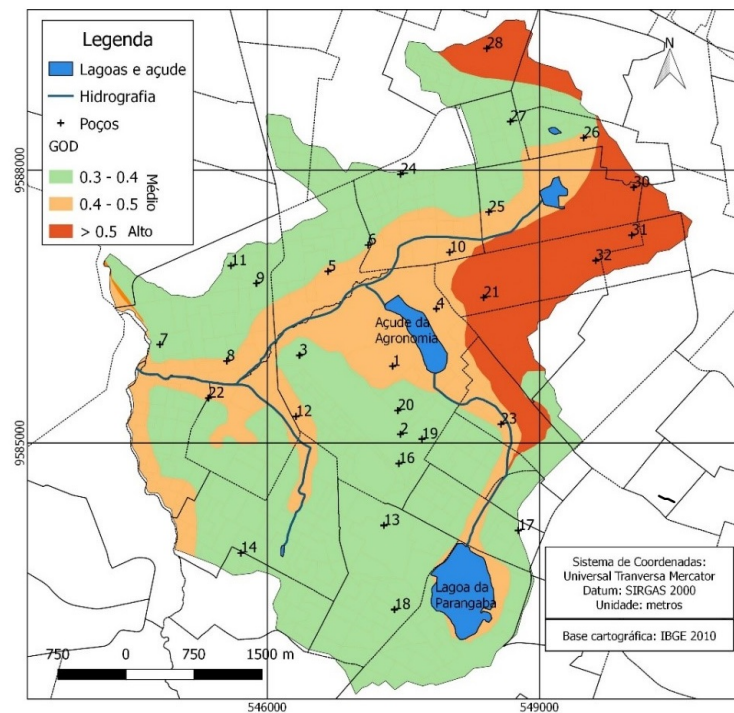 Legenda
Lagoas e açude
Hidrografia
Poços
GOD
0.3 - 0.4
0.4 - 0.5
Médio
> 0.5 Alto
N
28
27
26
24
30
25
6
10
31
32
11
5
9
21
4
Açude da
Agronomia
7
3
8
1
22
20
12
23
2
19
16
13
17
14
Lagoa da
Parangaba
18
9588000
9585000
Sistema de Coordenadas:
Universal Tranversa Mercator
Datum: SIRGAS 2000
Unidade: metros
Base cartográfica: IBGE 2010
750 0 750 1500 m
546000
549000